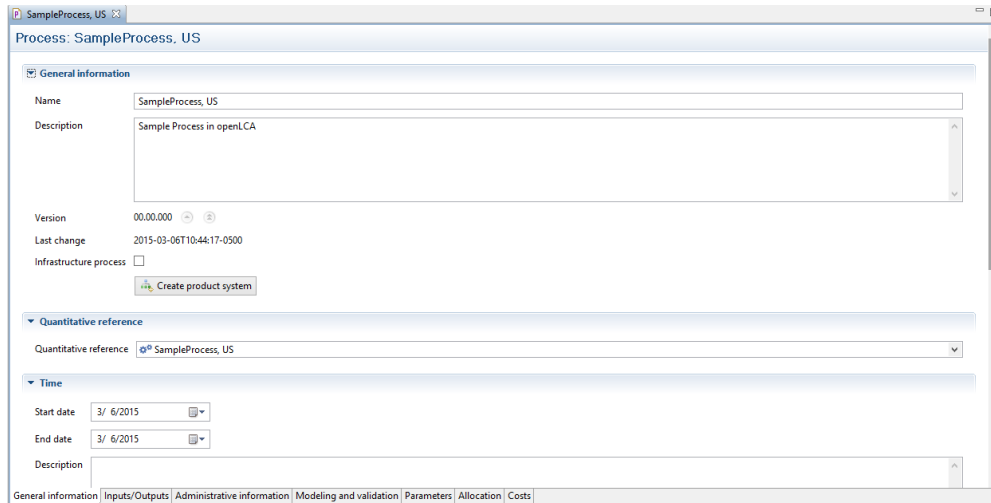 SampleProcess, US
Process: SampleProcess, US
General information
Name SampleProcess, US
Description Sample Process in openLCA
Version 00.00.000
Last change 2015-03-06T10:44:17-0500
Infrastructure process
Create product system
Quantitative reference
Quantitative reference SampleProcess, US
Time
Start date 3/ 6/2015
End date 3/ 6/2015
Description
General information Inputs/Outputs Administrative information Modeling and validation Parameters Allocation Costs